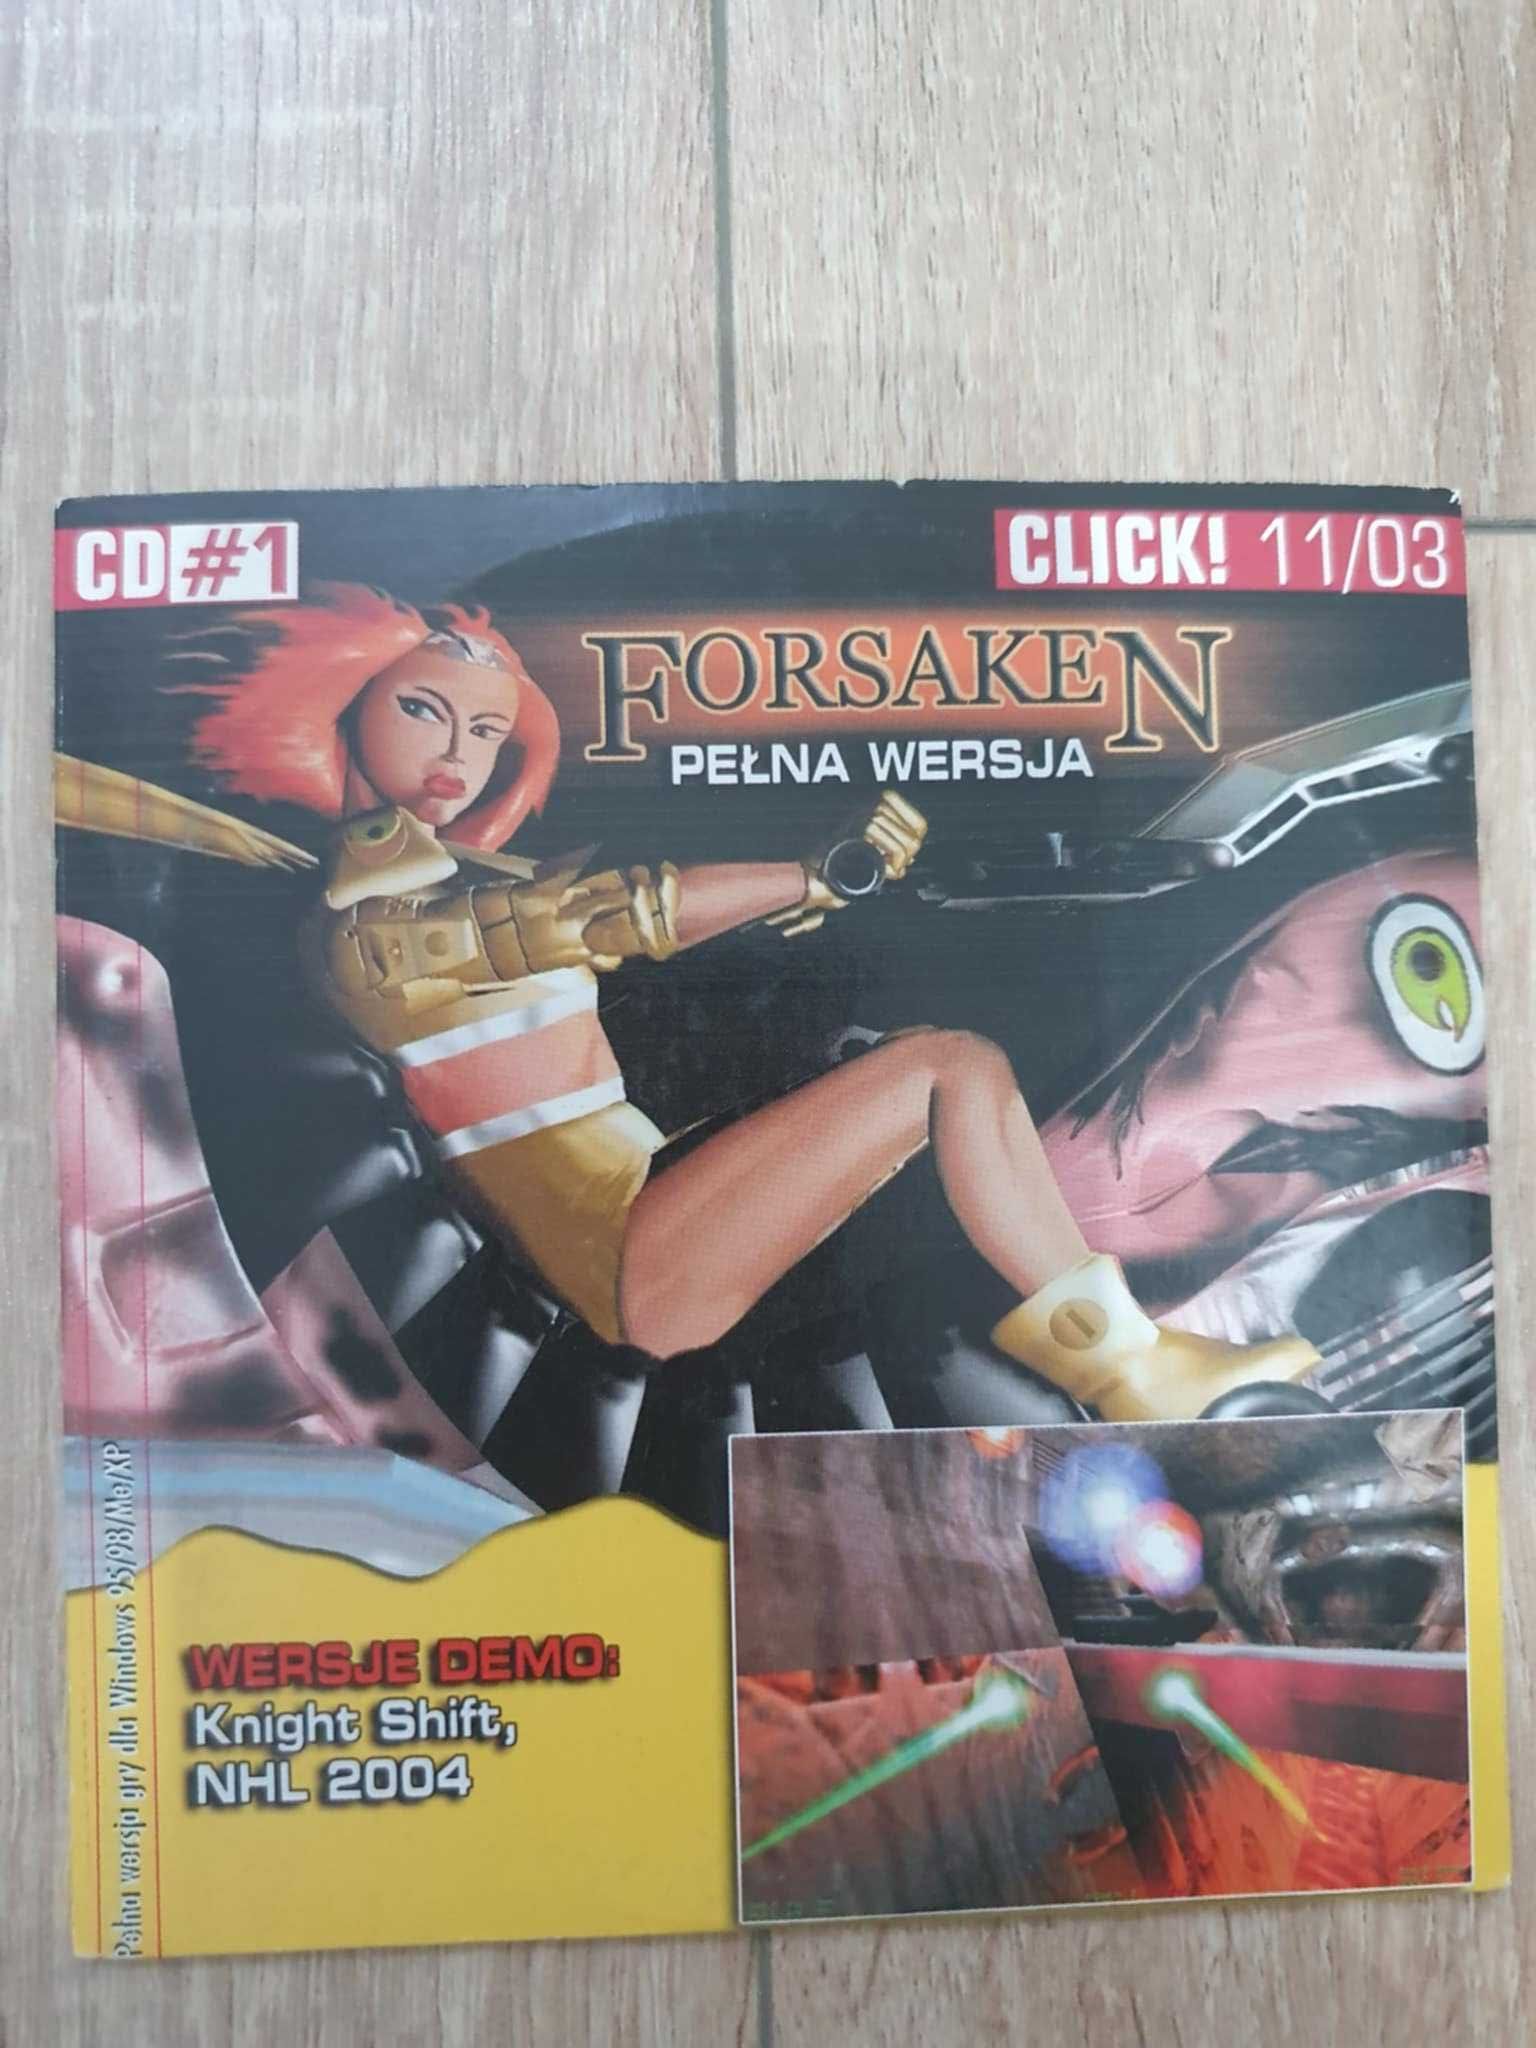 CD #1
CLICK! 11/03
FORSAKEN
PEŁNA WERSJA
WERSJE DEMO:
Knight Shift,
NHL 2004
Pełna wersja gry dla Windows 95/98/Me/XP